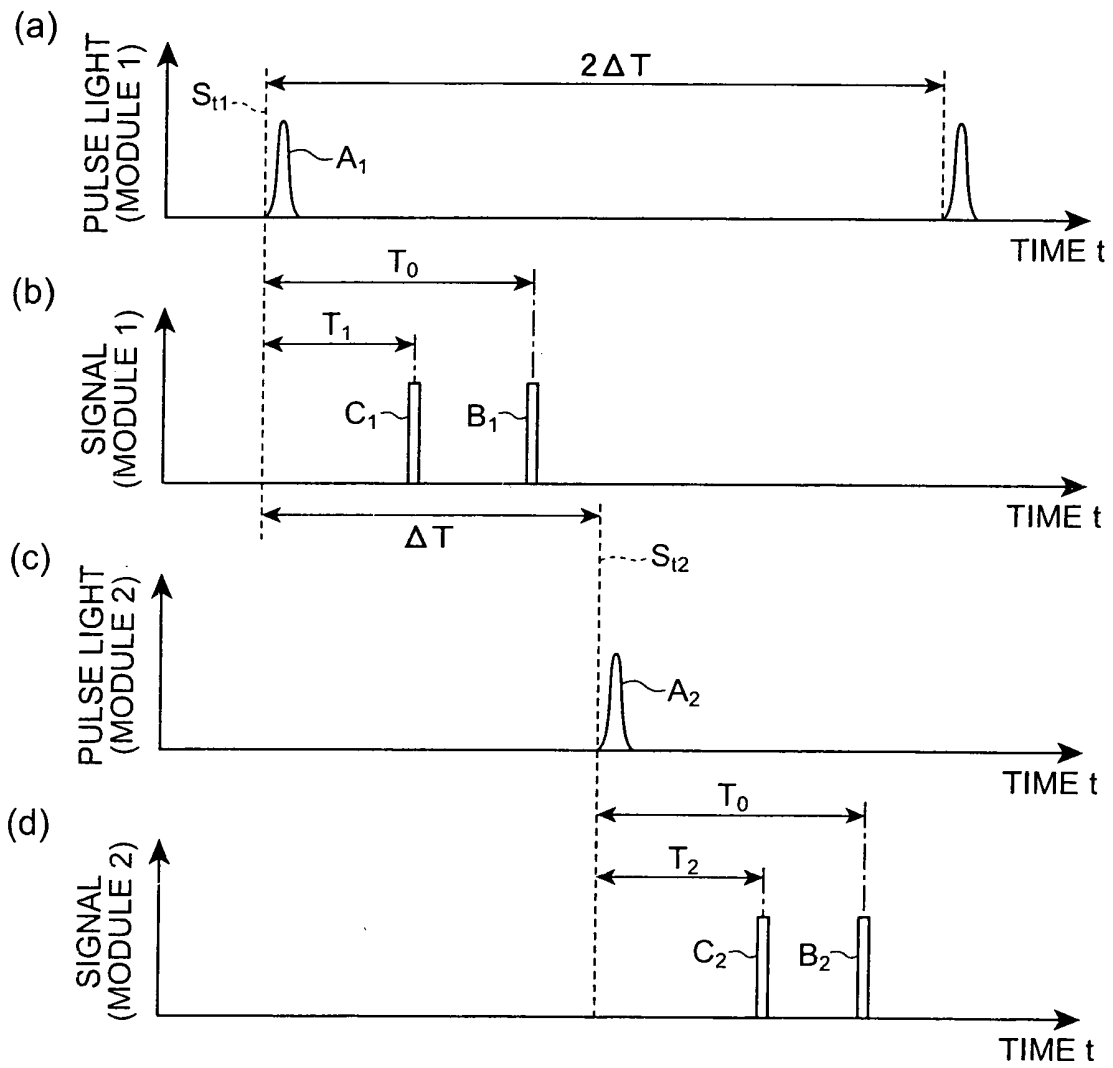 (a)
PULSE LIGHT
(MODULE 1)
St1
2ΔT
A1
TIME t
(b)
SIGNAL
(MODULE 1)
T0
T1
C1
B1
TIME t
ΔT
(c)
PULSE LIGHT
(MODULE 2)
St2
A2
TIME t
(d)
SIGNAL
(MODULE 2)
T0
T2
C2
B2
TIME t